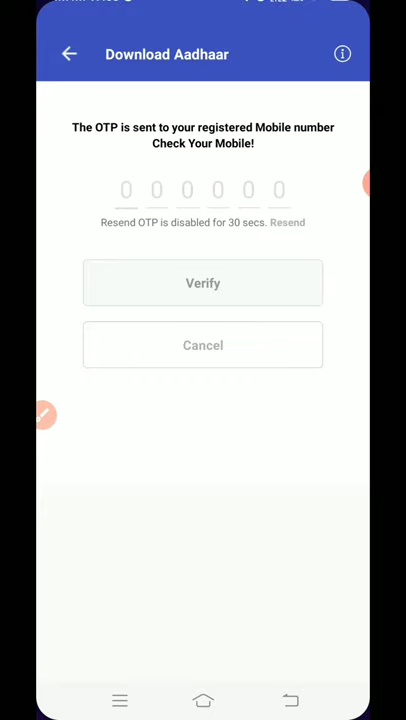 Download Aadhaar
The OTP is sent to your registered Mobile number
Check Your Mobile!
0 0 0 0 0 0
Resend OTP is disabled for 30 secs. Resend
Verify
Cancel